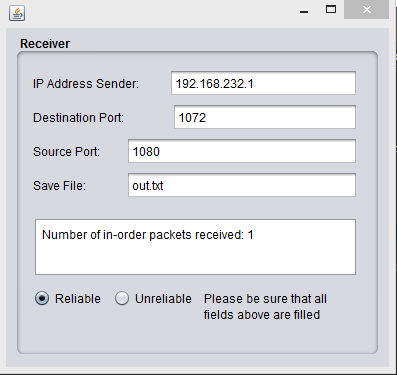 Receiver
IP Address Sender: 192.168.232.1
Destination Port: 1072
Source Port: 1080
Save File: out.txt
Number of in-order packets received: 1
Reliable Unreliable Please be sure that all
fields above are filled